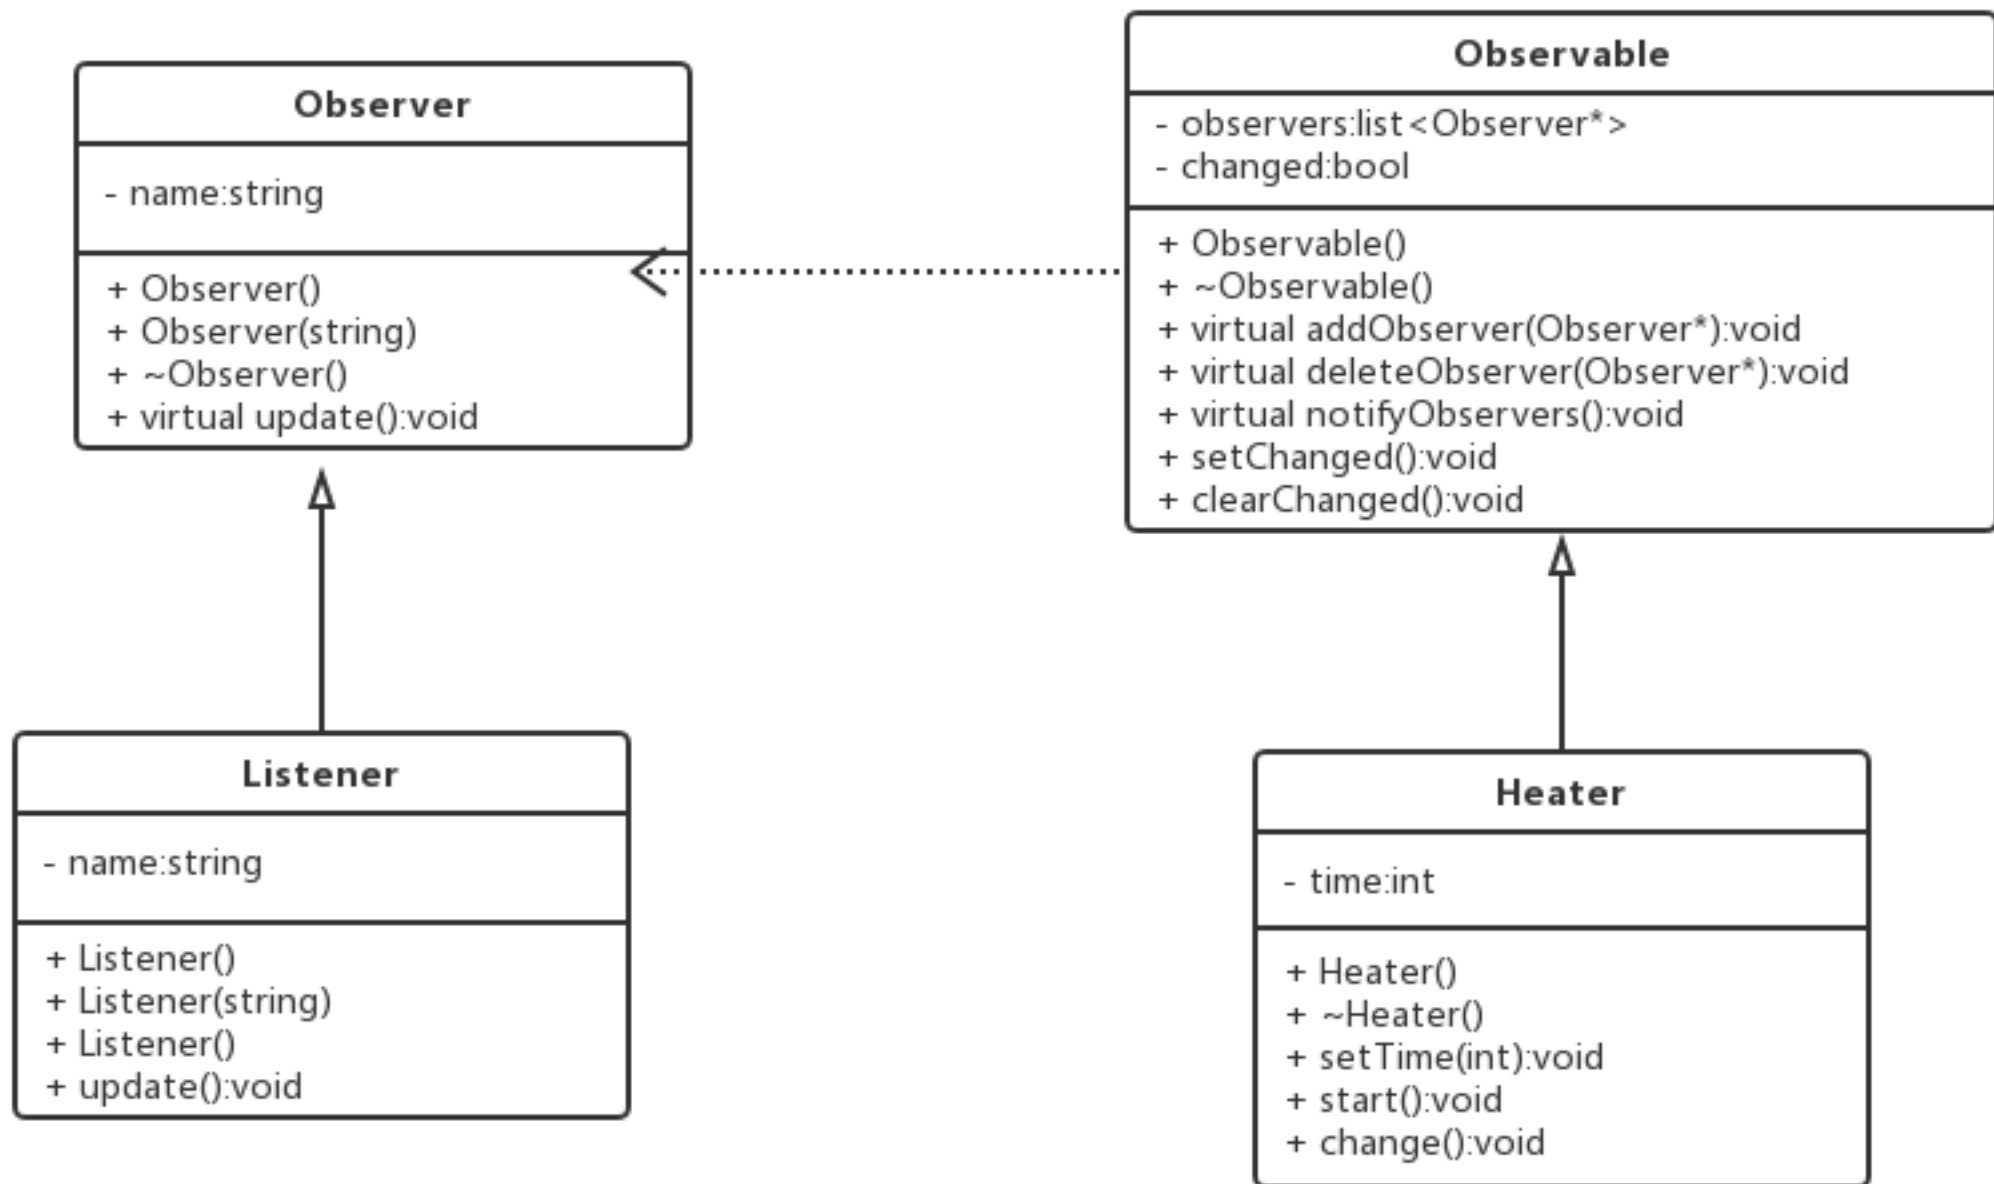 Observer
- name:string
+ Observer()
+ Observer(string)
+ ~Observer()
+ virtual update():void
Observable
- observers:list<Observer*>
- changed:bool
+ Observable()
+ ~Observable()
+ virtual addObserver(Observer*):void
+ virtual deleteObserver(Observer*):void
+ virtual notifyObservers():void
+ setChanged():void
+ clearChanged():void
Listener
- name:string
+ Listener()
+ Listener(string)
+ Listener()
+ update():void
Heater
- time:int
+ Heater()
+ ~Heater()
+ setTime(int):void
+ start():void
+ change():void